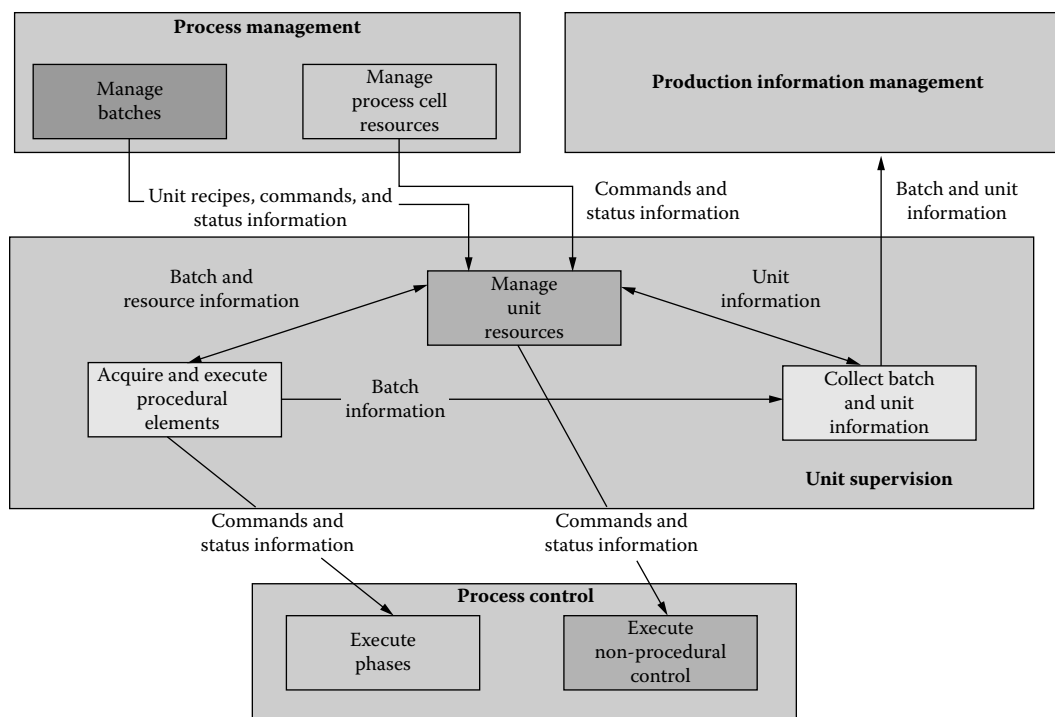 Process management
Manage
batches
Manage
process cell
resources
Production information management
Unit recipes, commands, and
status information
Commands and
status information
Batch and unit
information
Batch and
resource information
Manage
unit
resources
Unit
information
Acquire and execute
procedural
elements
Batch
information
Collect batch
and unit
information
Unit supervision
Commands and
status information
Commands and
status information
Process control
Execute
phases
Execute
non-procedural
control